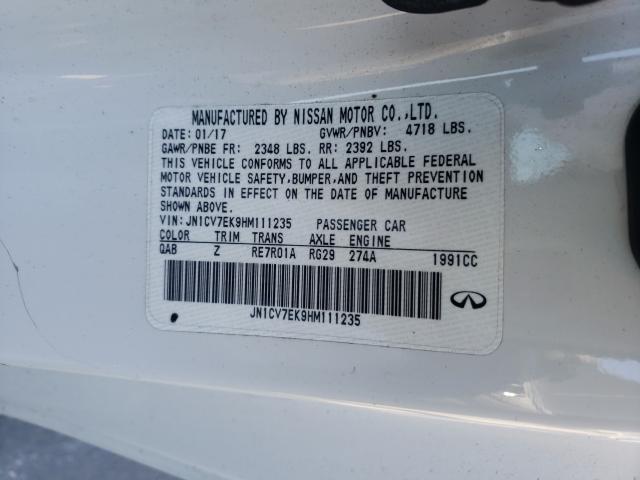 MANUFACTURED BY NISSAN MOTOR CO.,LTD.
DATE: 01/17 GVWR/PNBV: 4718 LBS.
GAWR/PNBE FR: 2348 LBS. RR: 2392 LBS.
THIS VEHICLE CONFORMS TO ALL APPLICABLE FEDERAL
MOTOR VEHICLE SAFETY,BUMPER,AND THEFT PREVENTION
STANDARDS IN EFFECT ON THE DATE OF MANUFACTURE
SHOWN ABOVE.
VIN: JN1CV7EK9HM111235 PASSENGER CAR
COLOR TRIM TRANS AXLE ENGINE
QAB Z RE7R01A RG29 274A 1991CC
JN1CV7EK9HM111235